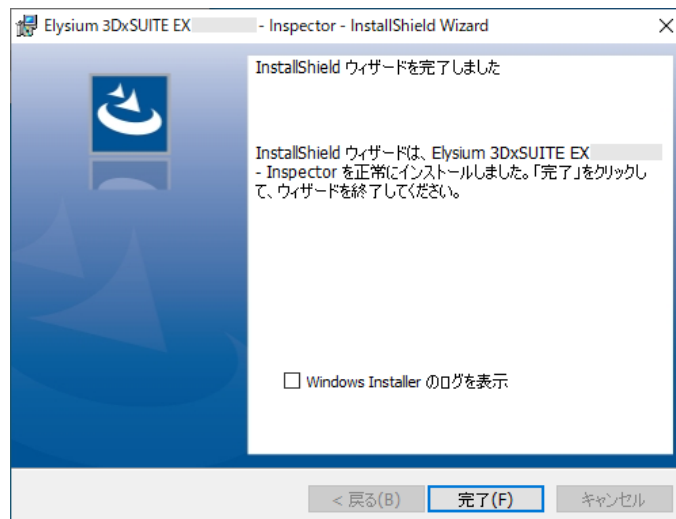 Elysium 3DxSUITE EX - Inspector - InstallShield Wizard
InstallShield ウィザードを完了しました
InstallShield ウィザードは、Elysium 3DxSUITE EX
- Inspector を正常にインストールしました。「完了」をクリックし
て、ウィザードを終了してください。
Windows Installer のログを表示
< 戻る(B)
完了(F)
キャンセル